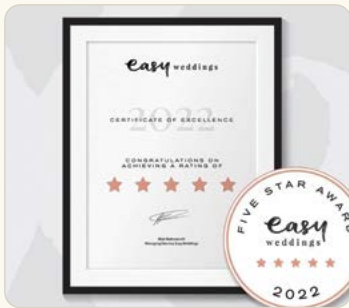 easy weddings
2022
CERTIFICATE OF EXCELLENCE
CONGRATULATIONS ON
ACHIEVING A RATING OF
FIVE STAR AWARD
easy
weddings
2022